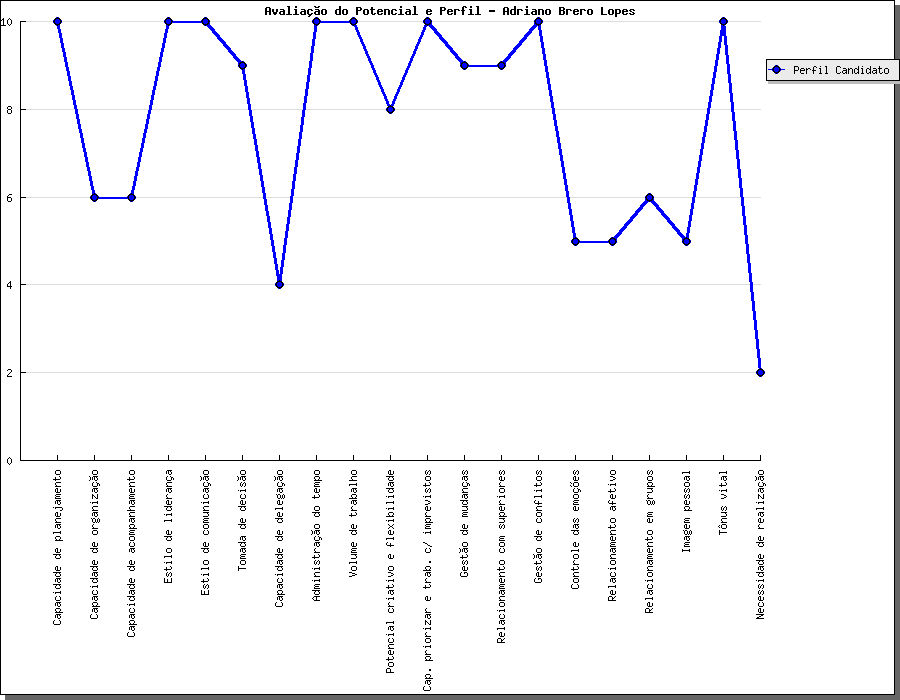 Avaliação do Potencial e Perfil - Adriano Brero Lopes
10
8
6
4
2
0
Perfil Candidato
Capacidade de planejamento
Capacidade de organização
Capacidade de acompanhamento
Estilo de liderança
Estilo de comunicação
Tomada de decisão
Capacidade de delegação
Administração do tempo
Volume de trabalho
Potencial criativo e flexibilidade
Cap. priorizar e trab. c/ imprevistos
Gestão de mudanças
Relacionamento com superiores
Gestão de conflitos
Controle das emoções
Relacionamento afetivo
Relacionamento em grupos
Imagem pessoal
Tônus vital
Necessidade de realização